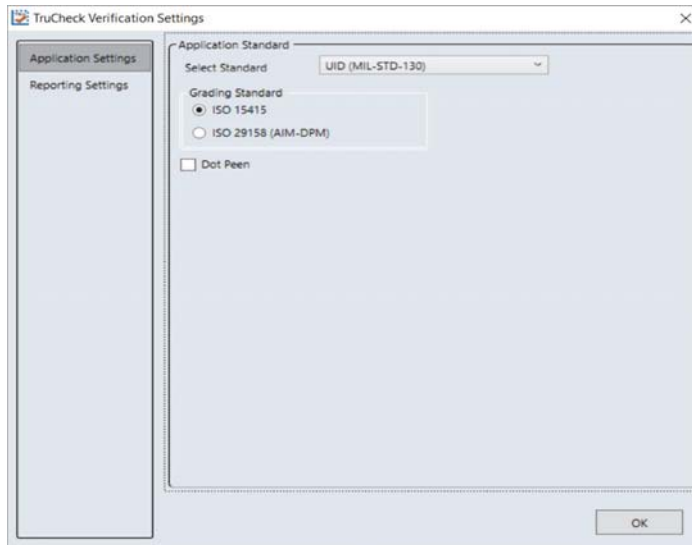 TruCheck Verification Settings
Application Settings
Reporting Settings
Application Standard
Select Standard UID (MIL-STD-130)
Grading Standard
ISO 15415
ISO 29158 (AIM-DPM)
Dot Peen
OK